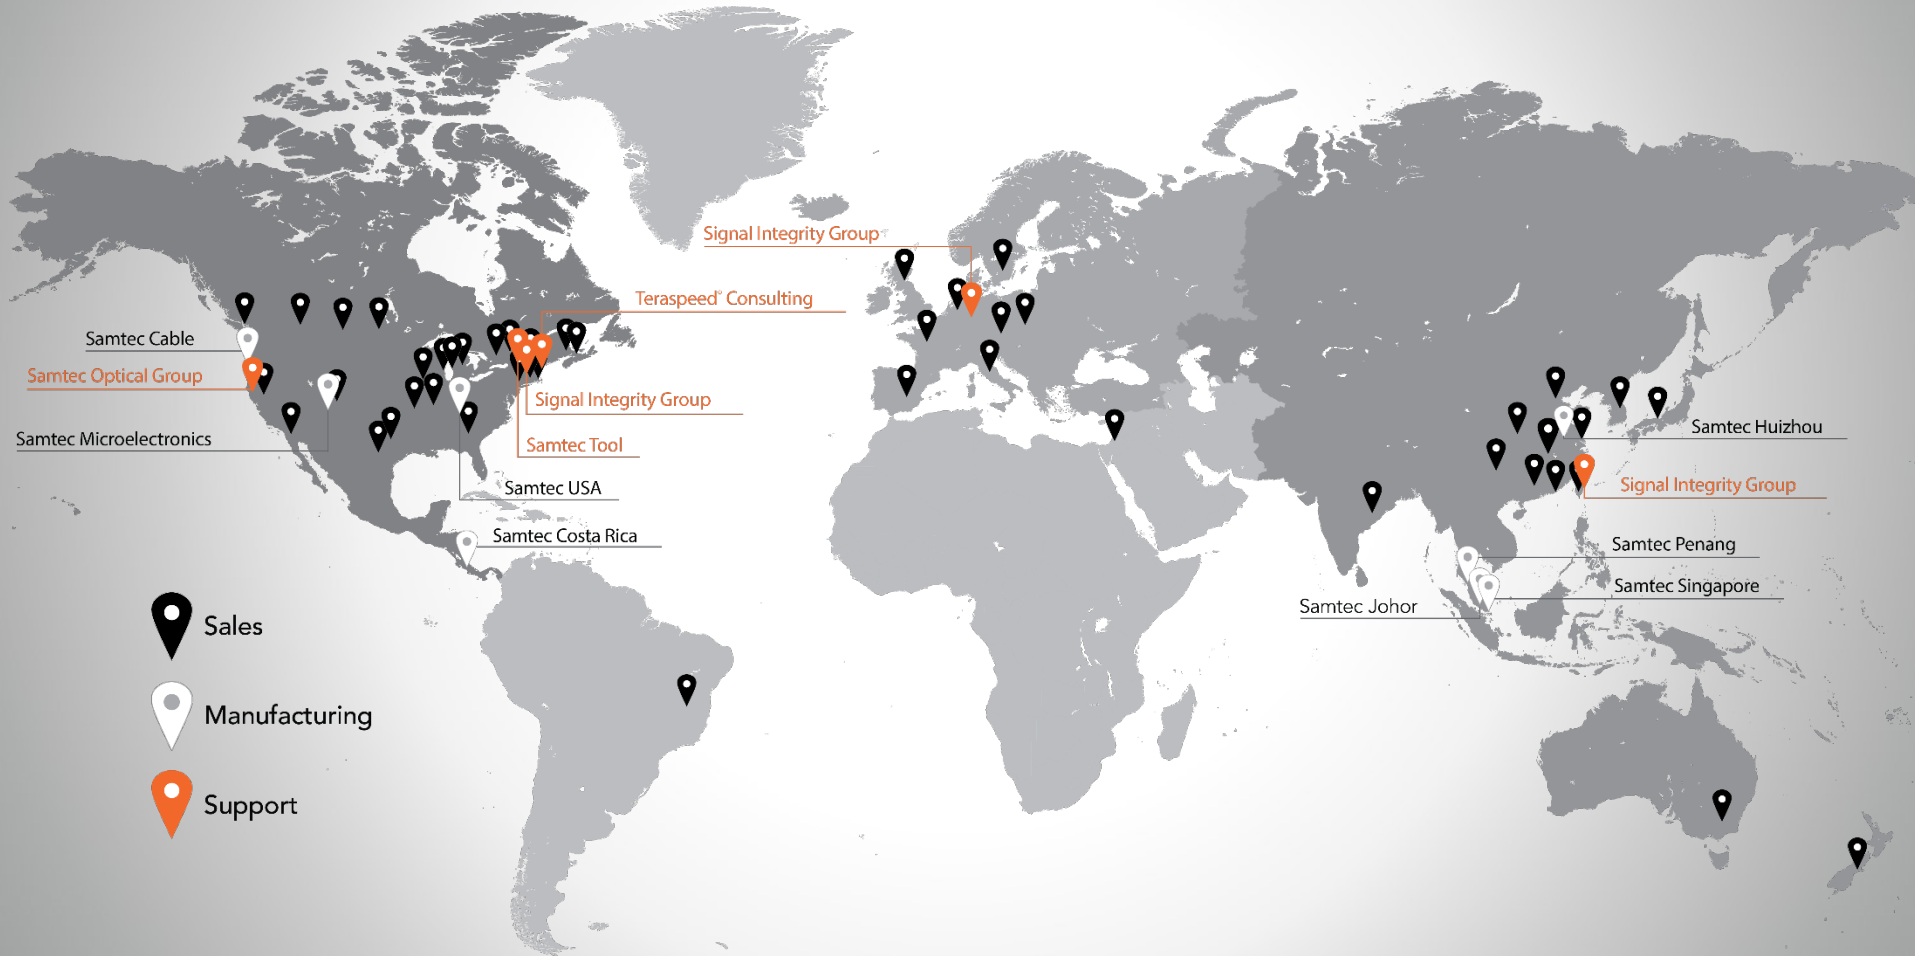 Signal Integrity Group
Teraspeed® Consulting
Samtec Cable
Samtec Optical Group
Signal Integrity Group
Samtec Microelectronics
Samtec Tool
Samtec USA
Samtec Costa Rica
Samtec Huizhou
Signal Integrity Group
Samtec Penang
Samtec Singapore
Samtec Johor
Sales
Manufacturing
Support